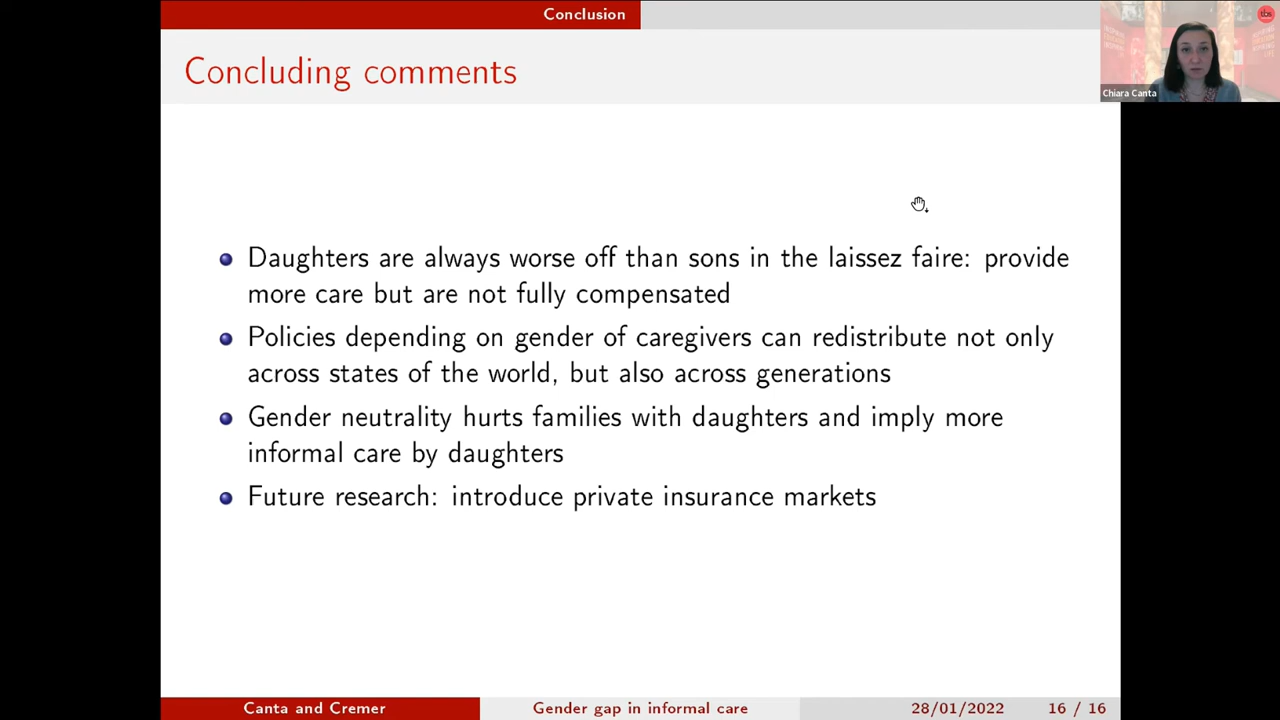 Conclusion
Concluding comments
tbs
Chiara Canta
Daughters are always worse off than sons in the laissez faire: provide
more care but are not fully compensated
Policies depending on gender of caregivers can redistribute not only
across states of the world, but also across generations
Gender neutrality hurts families with daughters and imply more
informal care by daughters
Future research: introduce private insurance markets
Canta and Cremer
Gender gap in informal care
28/01/2022
16 / 16